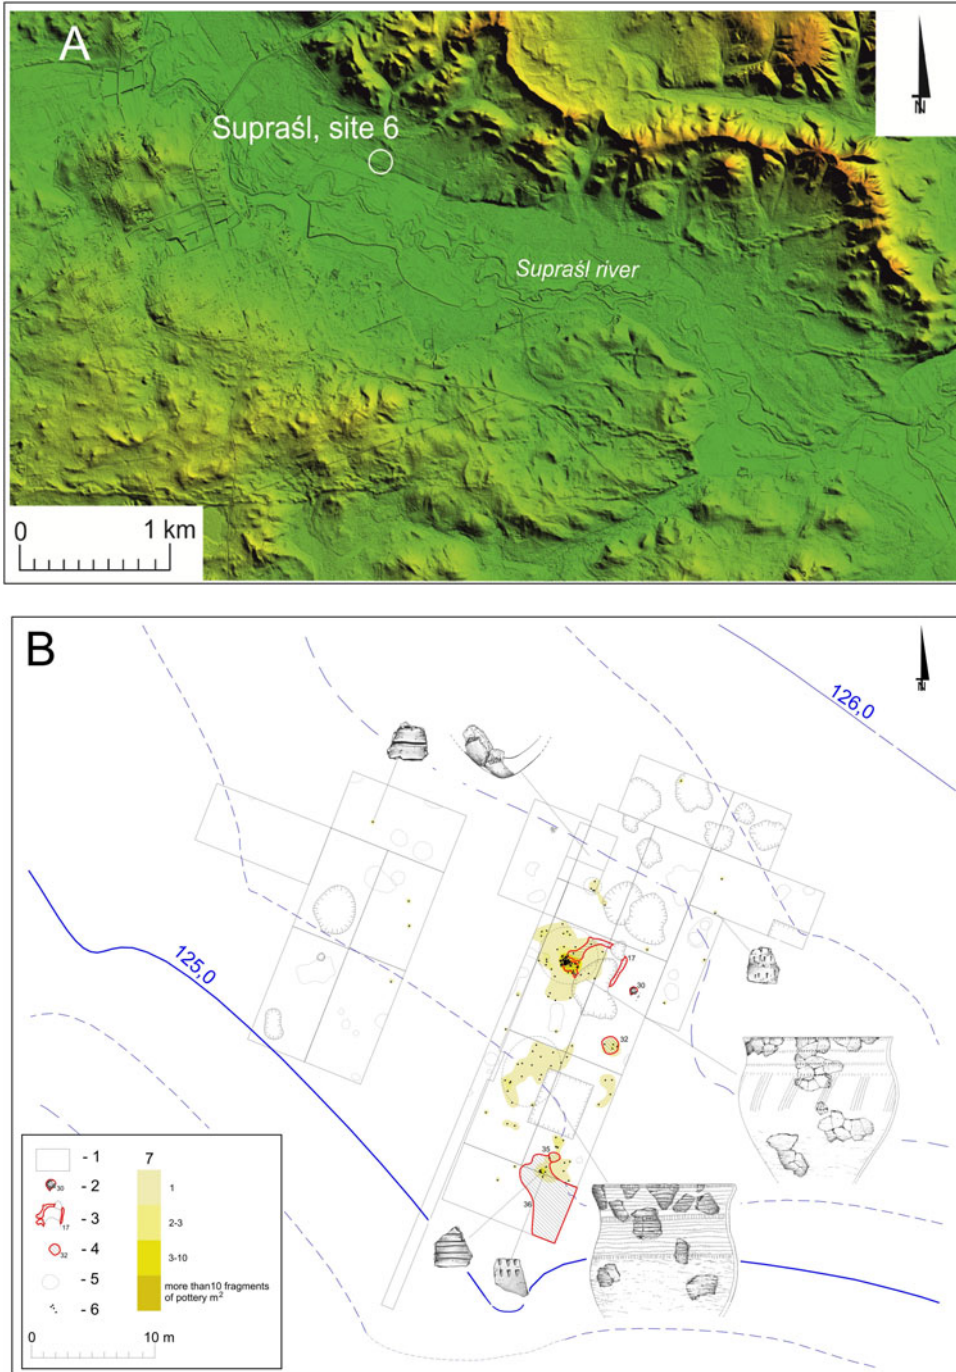 A
N
Supraśl, site 6
Supraśl river
0 1 km
B
N
126,0
125,0
17
30
32
35
36
- 1
30 - 2
17 - 3
32 - 4
- 5
- 6
7
1
2-3
3-10
more than10 fragments
of pottery m²
0 10 m